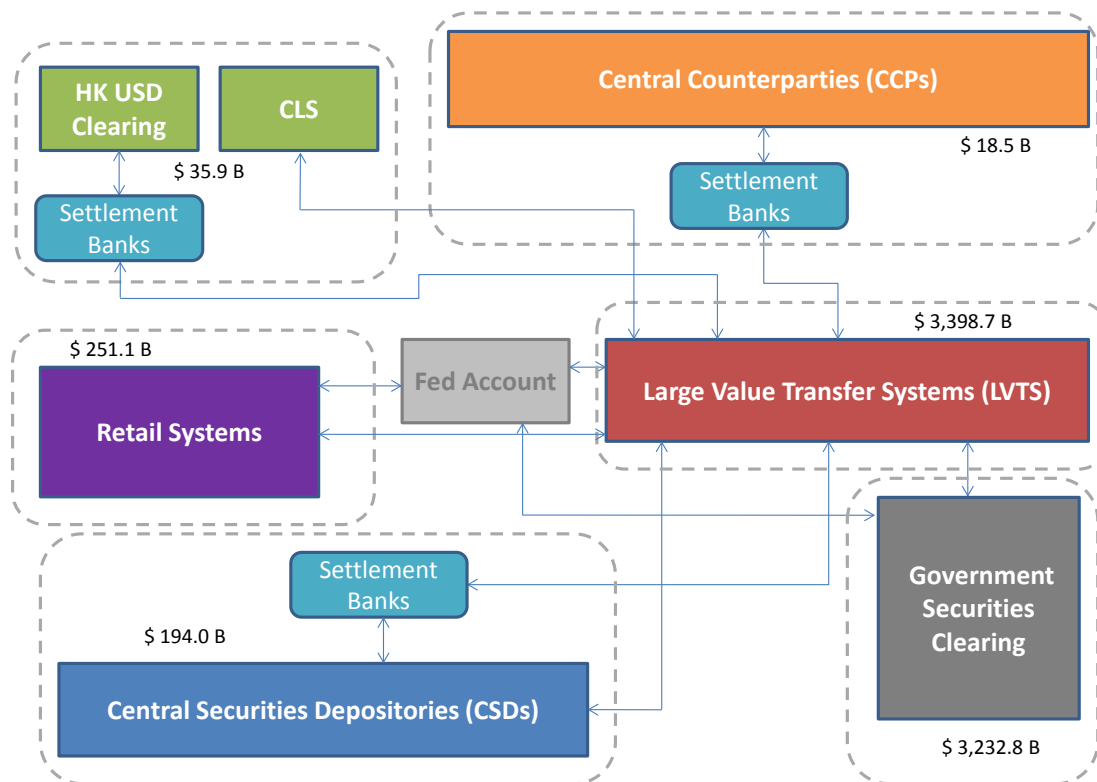 HK USD
Clearing
CLS
$ 35.9 B
Settlement
Banks
Central Counterparties (CCPs)
$ 18.5 B
Settlement
Banks
$ 3,398.7 B
Large Value Transfer Systems (LVTS)
$ 251.1 B
Retail Systems
Fed Account
Settlement
Banks
$ 194.0 B
Central Securities Depositories (CSDs)
Government
Securities
Clearing
$ 3,232.8 B